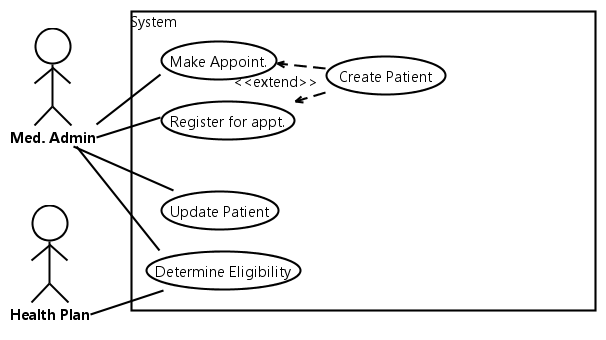 System
Make Appoint.
Create Patient
<<extend>>
Register for appt.
Med. Admin
Update Patient
Determine Eligibility
Health Plan